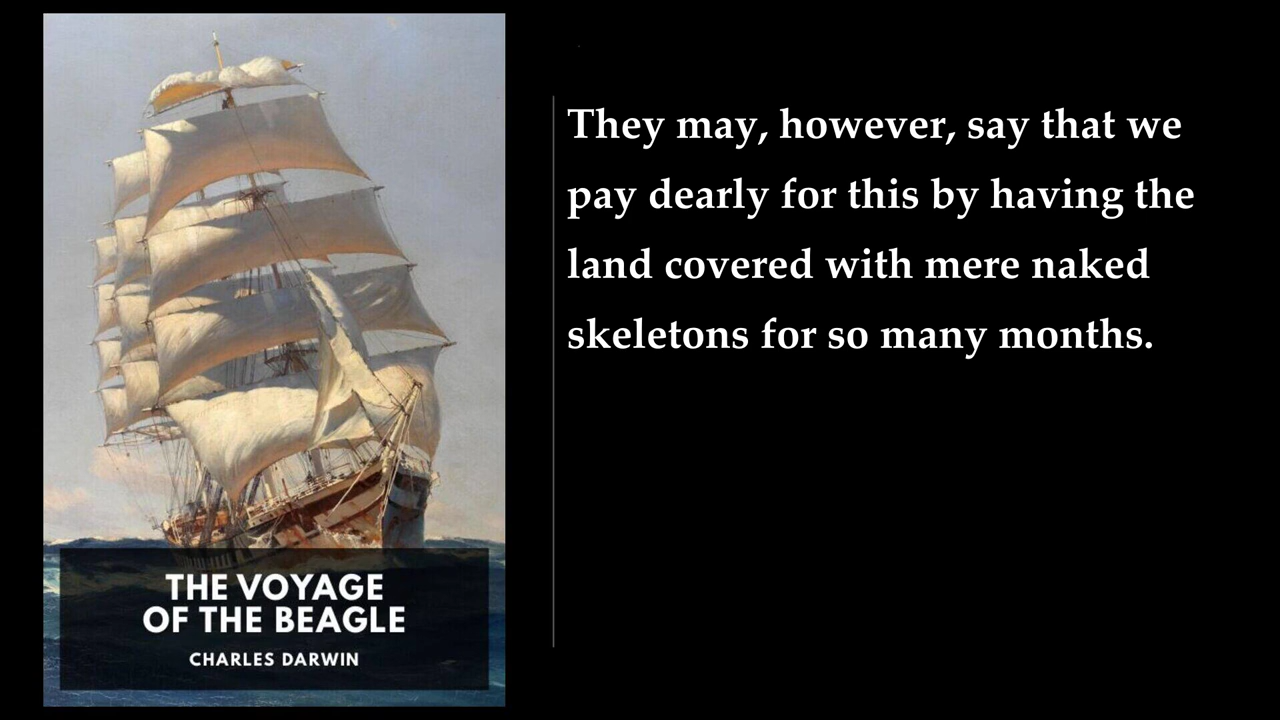 THE VOYAGE
OF THE BEAGLE
CHARLES DARWIN
They may, however, say that we
pay dearly for this by having the
land covered with mere naked
skeletons for so many months.